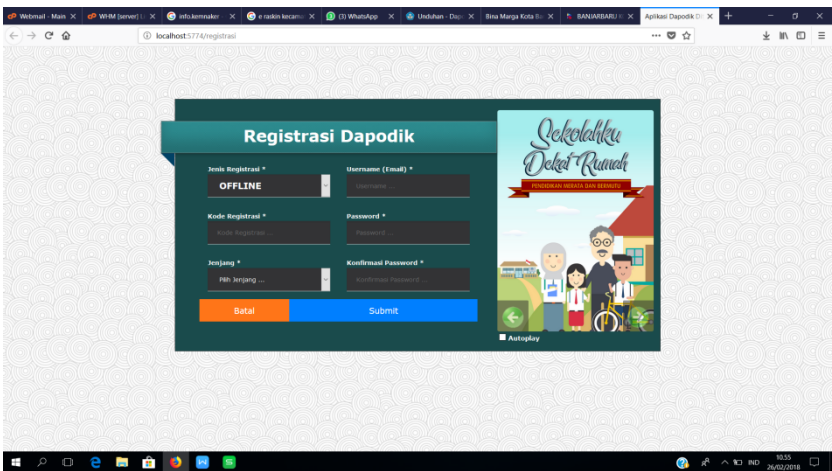 Webmail - Main
WHM [server]
info.kemnaker
e raskin kecam
(3) WhatsApp
Unduhan - Dap
Bina Marga Kota Ba
BANJARBARU
Aplikasi Dapodik D
localhost:5774/registrasi
Registrasi Dapodik
Jenis Registrasi *
Username (Email) *
OFFLINE
Username ...
Kode Registrasi *
Password *
Kode Registrasi ...
Password ...
Jenjang *
Konfirmasi Password *
Pilih Jenjang ...
Konfirmasi Password ...
Batal
Submit
Sekolahku
Dekat Rumah
PENDIDIKAN MERATA DAN BERMUTU
Autoplay
IND
10.55
26/02/2018